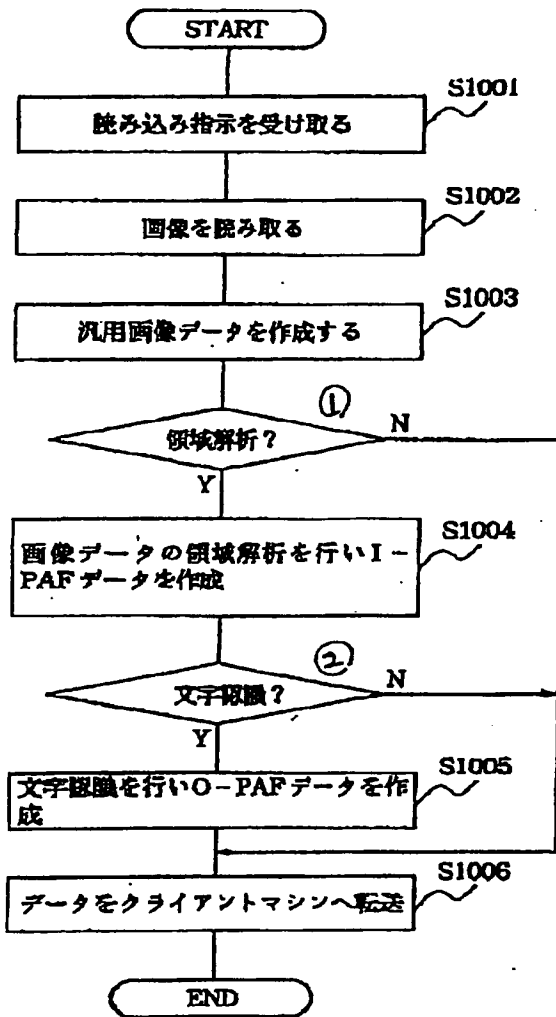 START
S1001
読み込み指示を受け取る
S1002
画像を読み取る
S1003
汎用画像データを作成する
①
領域解析?
N
Y
S1004
画像データの領域解析を行いI-
PAFデータを作成
②
文字認識?
N
Y
S1005
文字認識を行いO-PAFデータを作
成
S1006
データをクライアントマシンへ転送
END